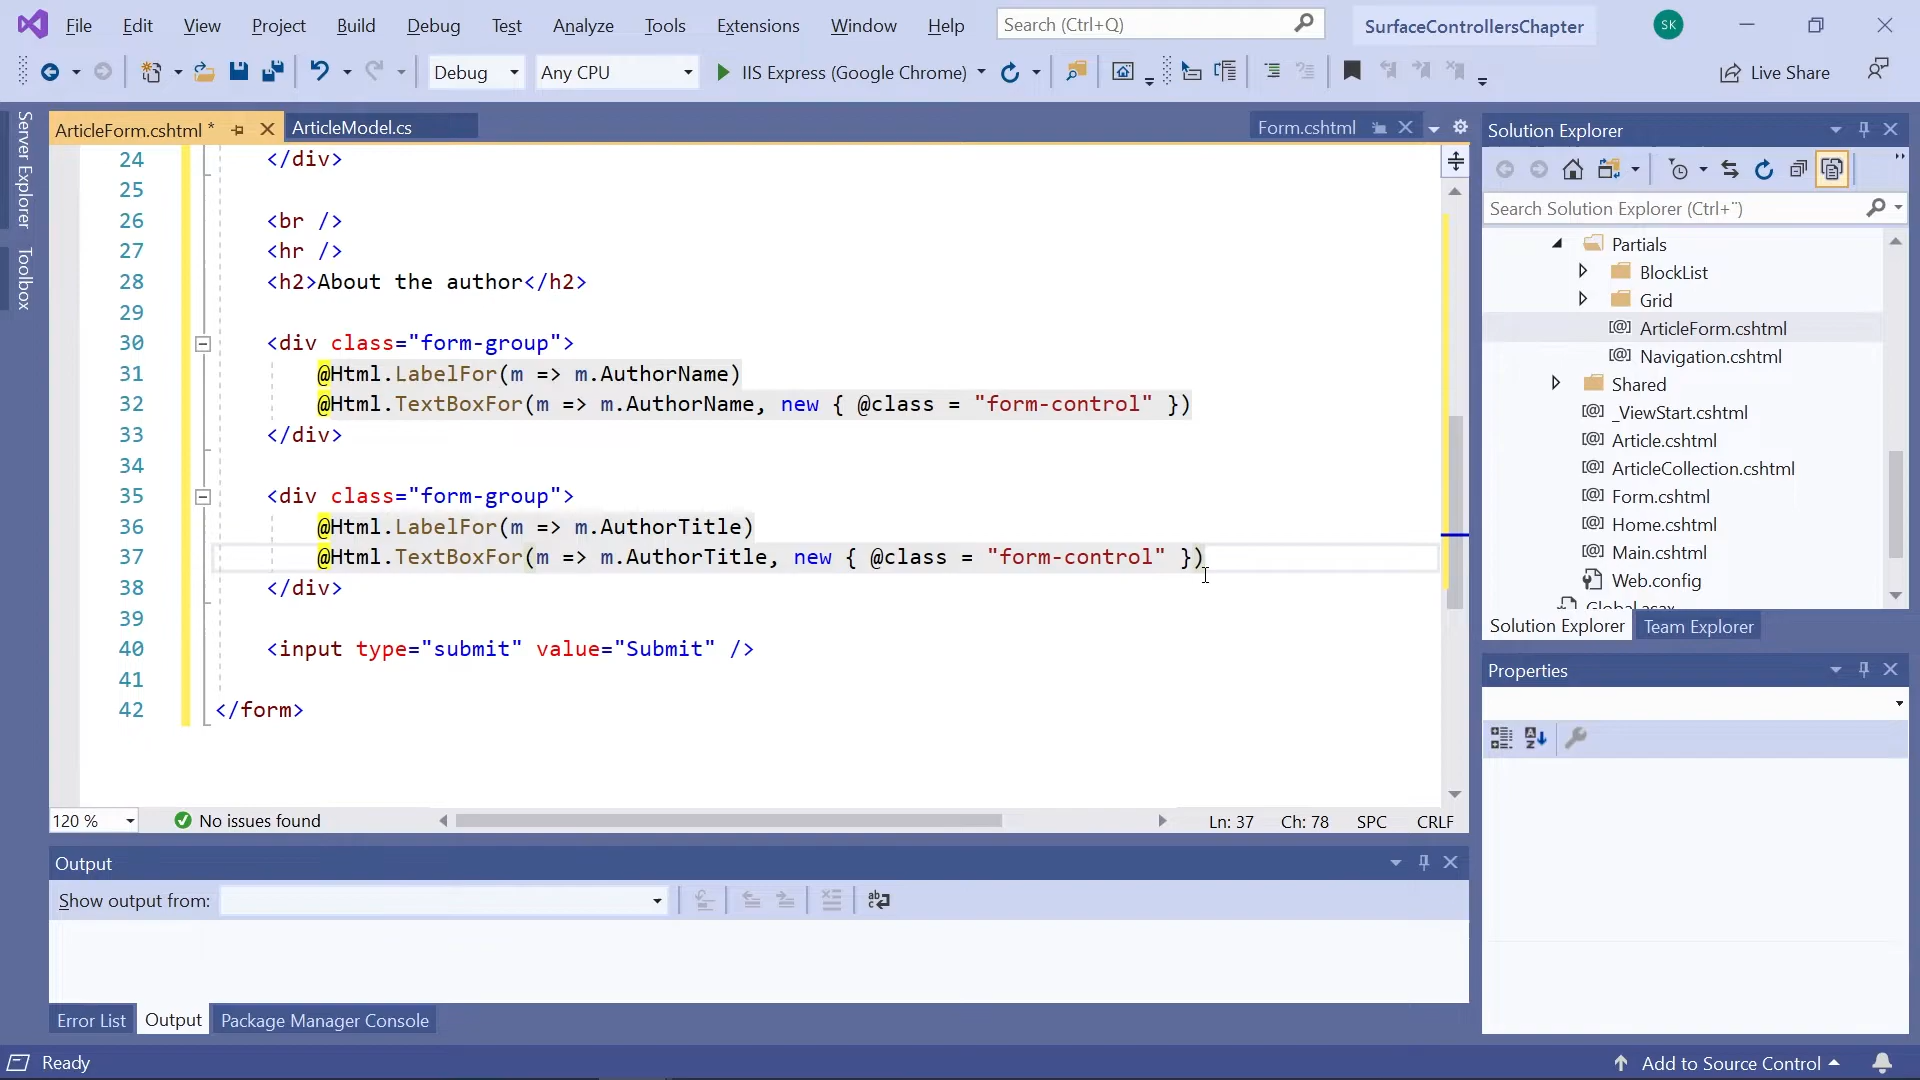 File Edit View Project Build Debug Test Analyze Tools Extensions Window Help Search (Ctrl+Q) SurfaceControllersChapter SK
Debug Any CPU IIS Express (Google Chrome) Live Share
Server Explorer
Toolbox
ArticleForm.cshtml * ArticleModel.cs Form.cshtml
24 </div>
25
26 <br />
27 <hr />
28 <h2>About the author</h2>
29
30 <div class="form-group">
31 @Html.LabelFor(m => m.AuthorName)
32 @Html.TextBoxFor(m => m.AuthorName, new { @class = "form-control" })
33 </div>
34
35 <div class="form-group">
36 @Html.LabelFor(m => m.AuthorTitle)
37 @Html.TextBoxFor(m => m.AuthorTitle, new { @class = "form-control" })
38 </div>
39
40 <input type="submit" value="Submit" />
41
42 </form>
120 % No issues found Ln: 37 Ch: 78 SPC CRLF
Output
Show output from:
Error List Output Package Manager Console
Solution Explorer
Search Solution Explorer (Ctrl+¨)
Partials
BlockList
Grid
[@] ArticleForm.cshtml
[@] Navigation.cshtml
Shared
[@] _ViewStart.cshtml
[@] Article.cshtml
[@] ArticleCollection.cshtml
[@] Form.cshtml
[@] Home.cshtml
[@] Main.cshtml
Web.config
Global.asax
Solution Explorer Team Explorer
Properties
Ready Add to Source Control